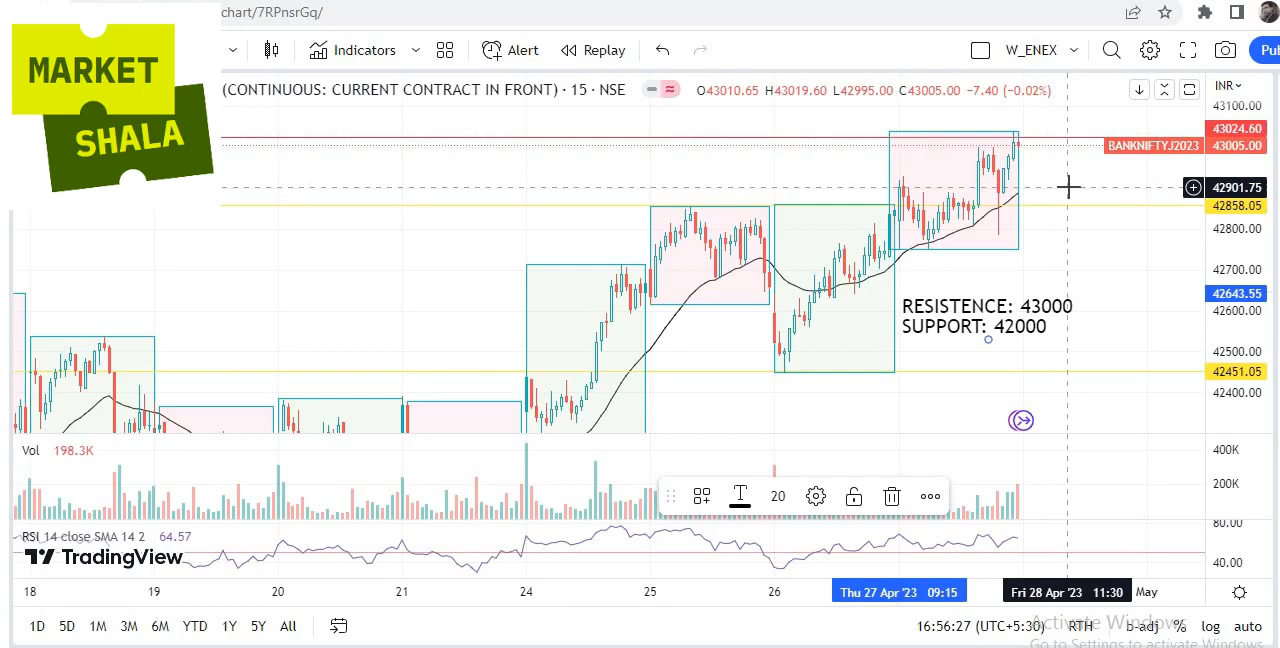 chart/7RPnsrGq/
MARKET
SHALA
Indicators
Alert
Replay
W_ENEX
Pub
(CONTINUOUS: CURRENT CONTRACT IN FRONT) · 15 · NSE
O43010.65 H43019.60 L42995.00 C43005.00 −7.40 (−0.02%)
INR
43100.00
43024.60
BANKNIFTYJ2023 43005.00
42901.75
42858.05
42800.00
42700.00
42643.55
42600.00
42500.00
42451.05
42400.00
RESISTENCE: 43000
SUPPORT: 42000
Vol 198.3K
400K
200K
20
RSI 14 close SMA 14 2 64.57
80.00
40.00
TradingView
18 19 20 21 24 25 26 Thu 27 Apr '23 09:15 Fri 28 Apr '23 11:30 May
1D 5D 1M 3M 6M YTD 1Y 5Y All
16:56:27 (UTC+5:30) RTH b-adj % log auto
Activate Windows
Go to Settings to activate Windows.